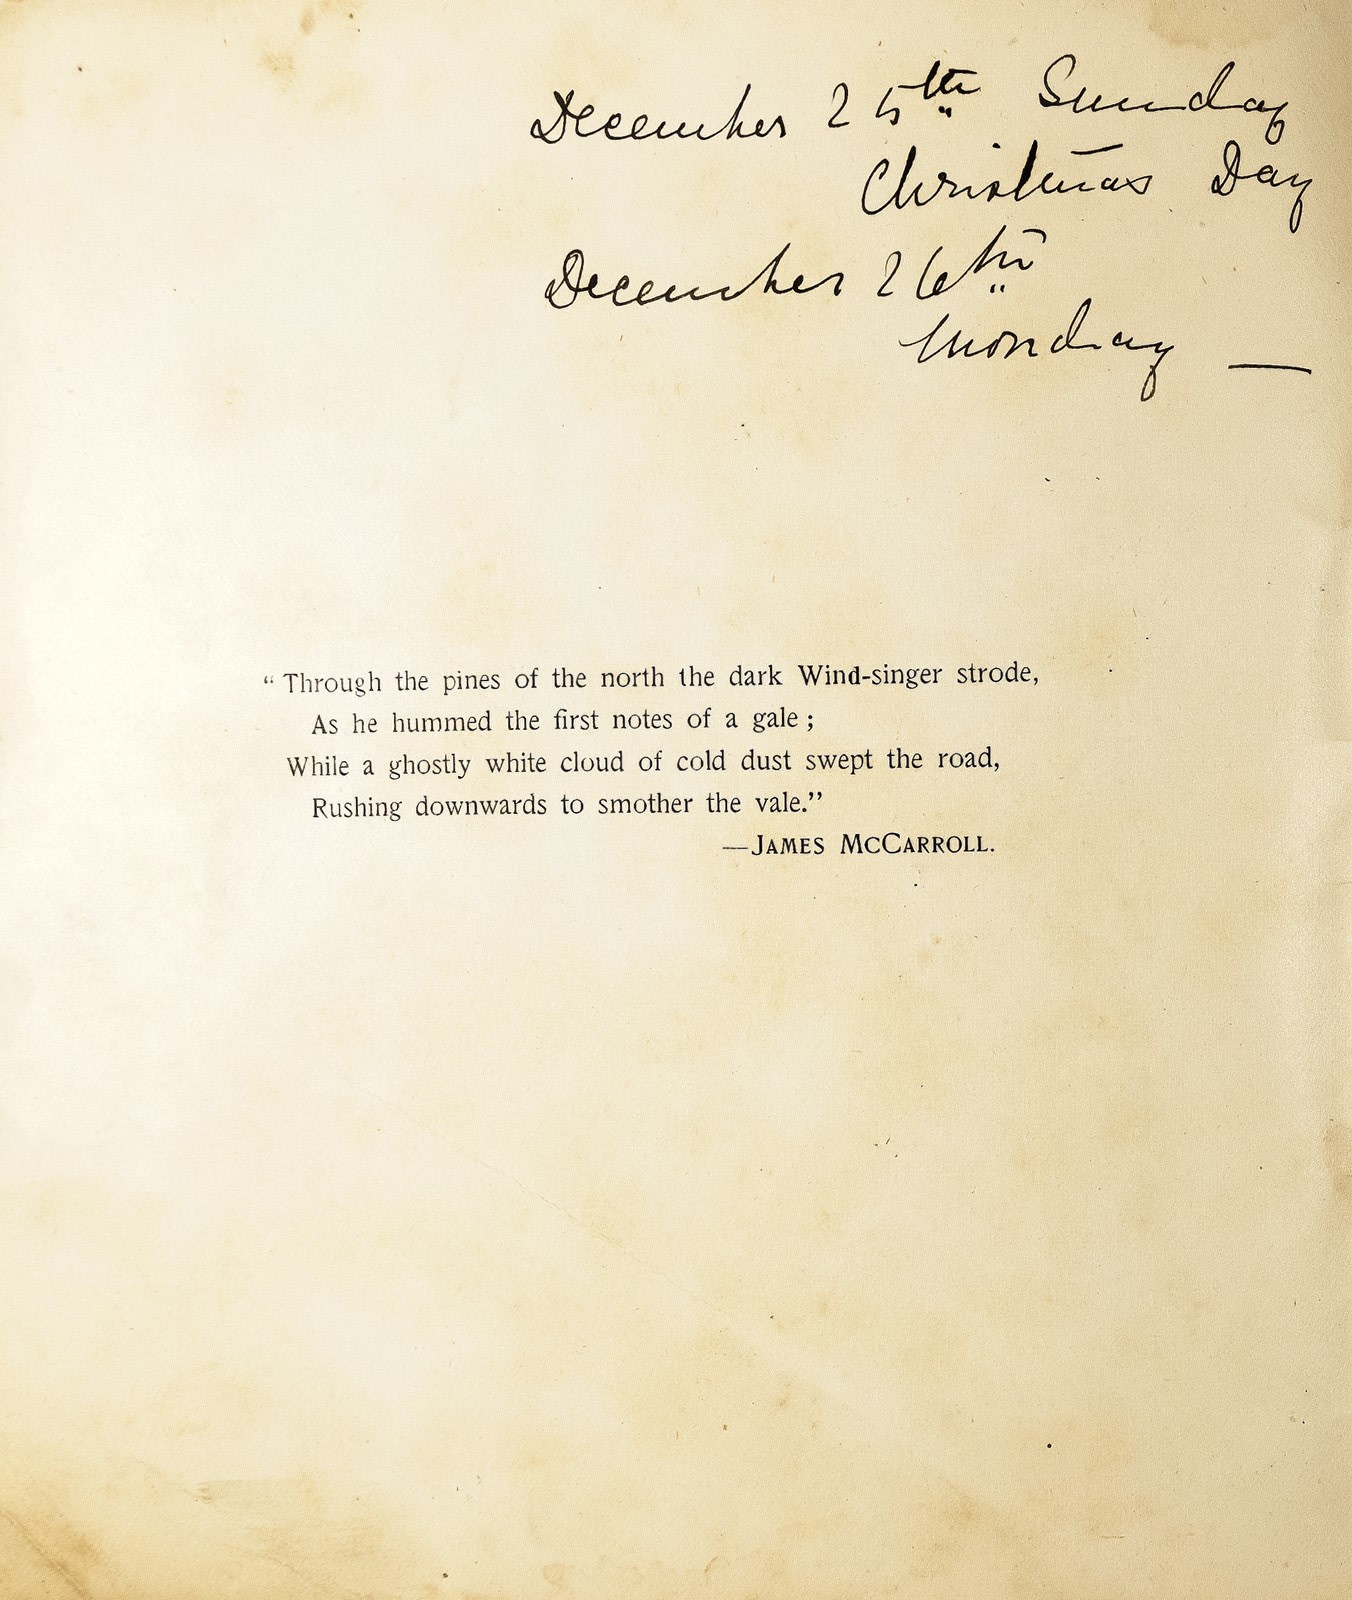 December 25th Sunday
Christmas Day
December 26th
Monday —
“Through the pines of the north the dark Wind-singer strode,
As he hummed the first notes of a gale ;
While a ghostly white cloud of cold dust swept the road,
Rushing downwards to smother the vale.”
—JAMES MCCARROLL.